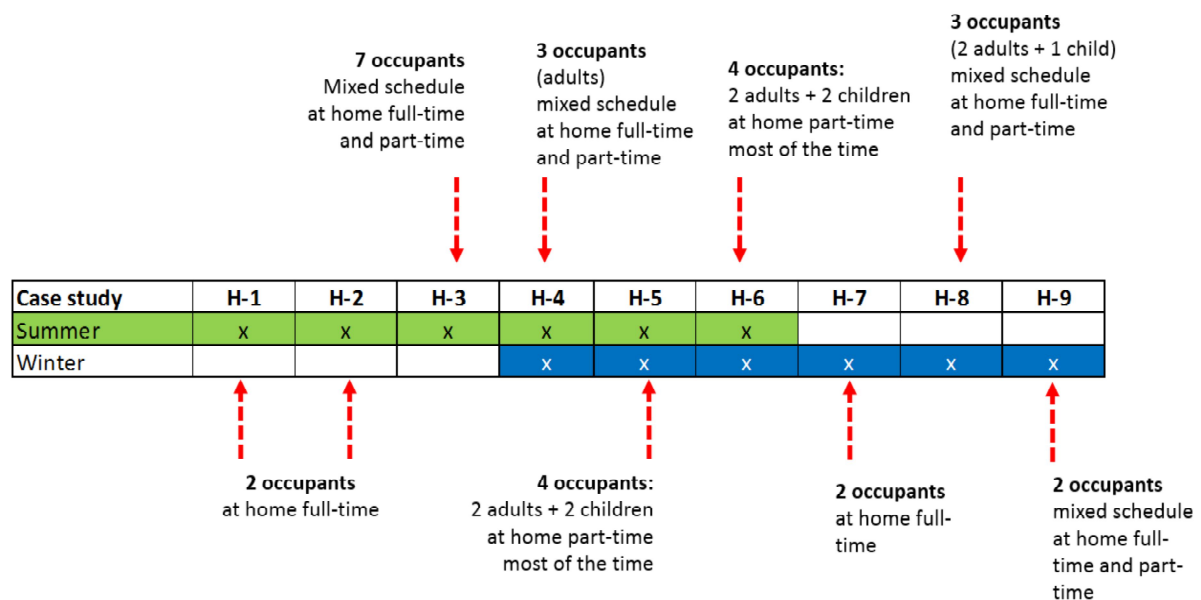 7 occupants
Mixed schedule
at home full-time
and part-time
3 occupants
(adults)
mixed schedule
at home full-time
and part-time
4 occupants:
2 adults + 2 children
at home part-time
most of the time
3 occupants
(2 adults + 1 child)
mixed schedule
at home full-time
and part-time
Case study H-1 H-2 H-3 H-4 H-5 H-6 H-7 H-8 H-9
Summer x x x x x x
Winter x x x x x x
2 occupants
at home full-time
4 occupants:
2 adults + 2 children
at home part-time
most of the time
2 occupants
at home full-
time
2 occupants
mixed schedule
at home full-
time and part-
time